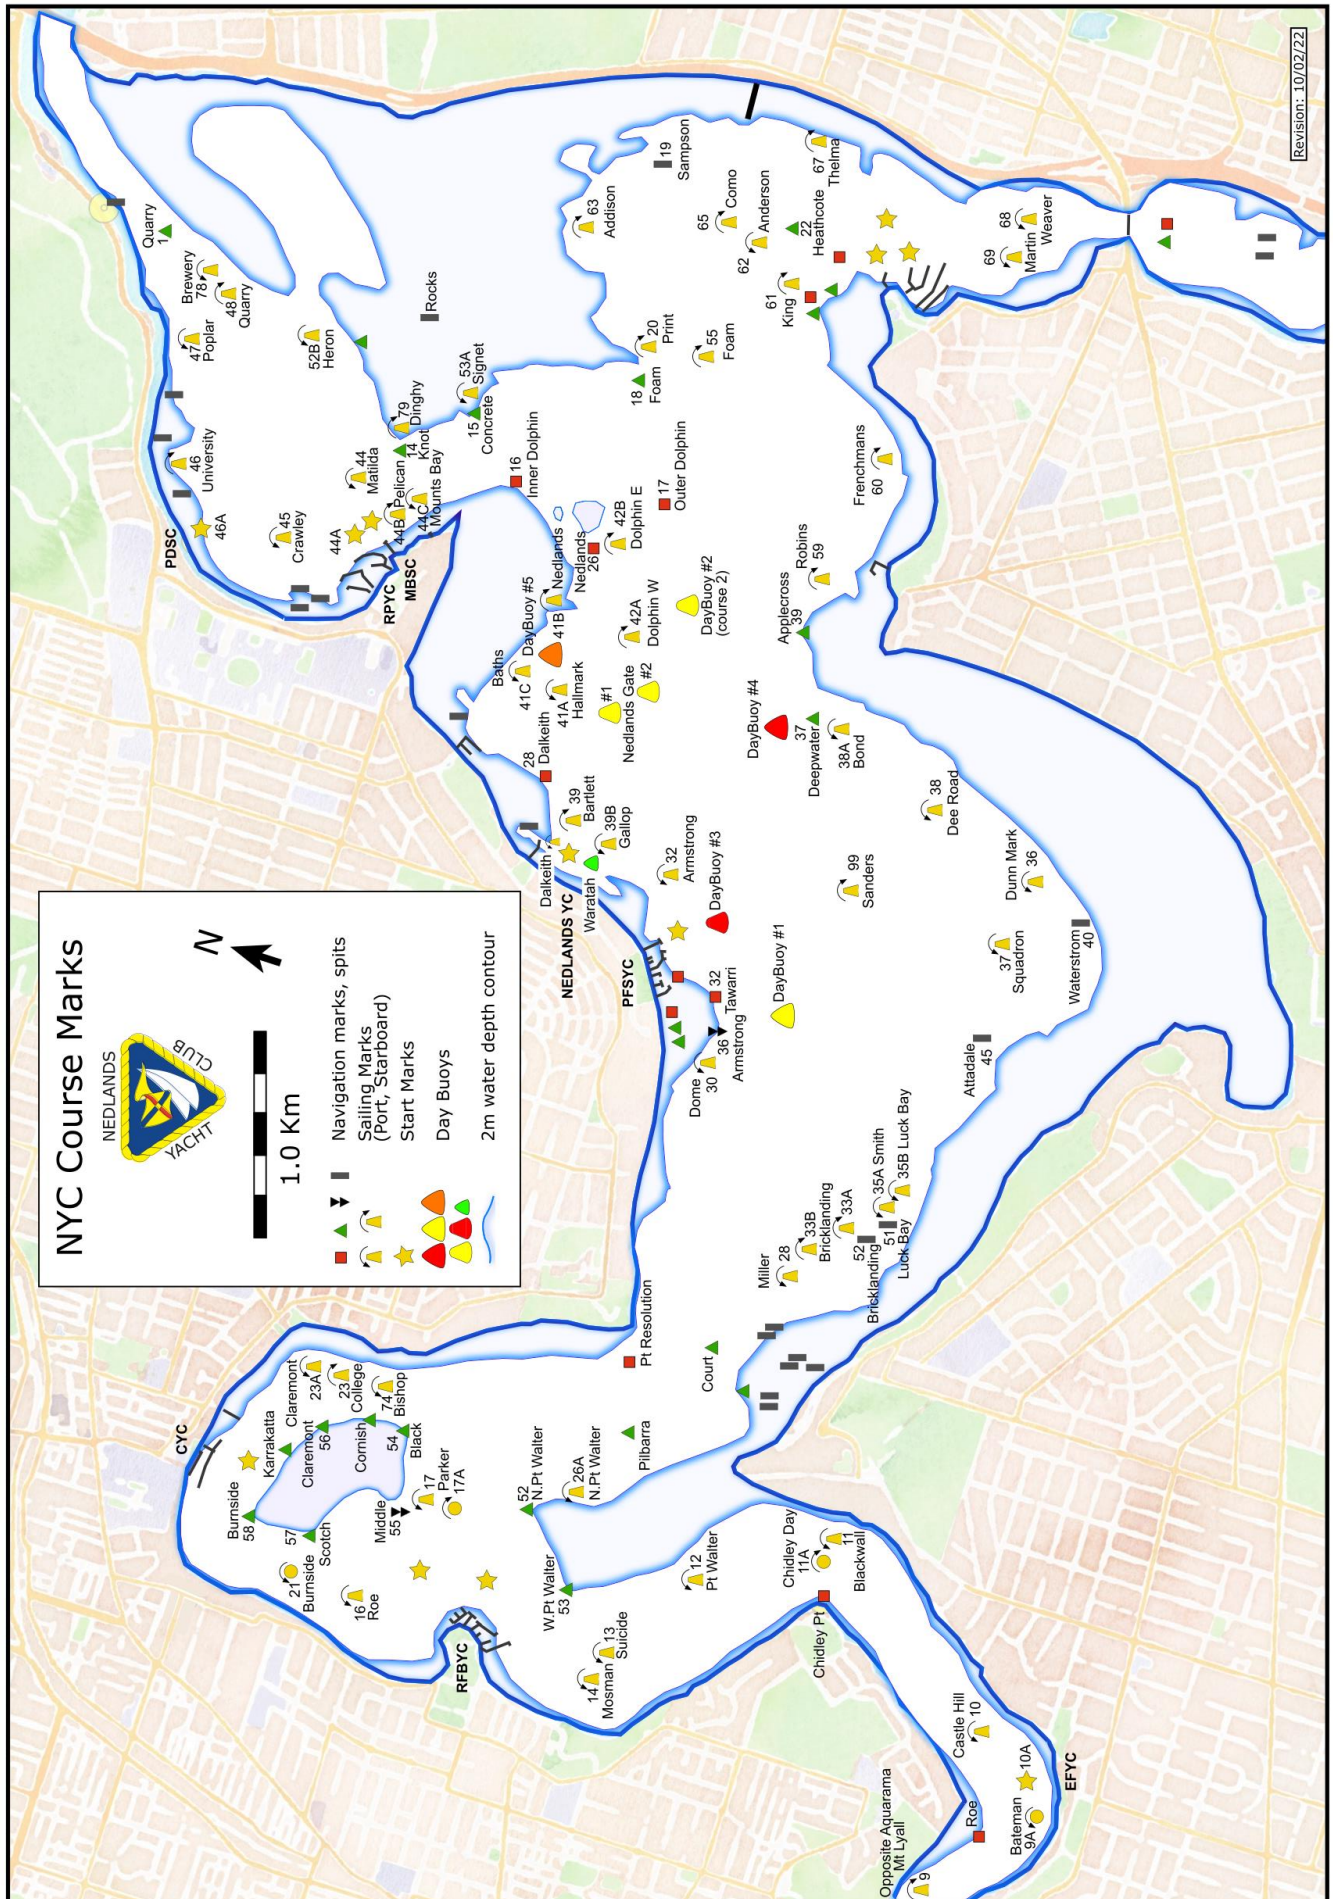 NYC Course Marks
NEDLANDS
YACHT
CLUB
N
1.0 Km
Navigation marks, spits
Sailing Marks
(Port, Starboard)
Start Marks
Day Buoys
2m water depth contour
Revision: 10/02/22
Quarry
1
Brewery
78
48
Quarry
47
Poplar
52B
Heron
Rocks
46
University
46A
PDSC
45
Crawley
44
Matilda
44A
Pelican
44B
44C
Mounts Bay
RPYC
MBSC
79
Dinghy
14
Knot
53A
Signet
15
Concrete
16
Inner Dolphin
17
Outer Dolphin
18
Foam
20
Print
55
Foam
63
Addison
19
Sampson
65
Como
62
Anderson
22
Heathcote
67
Thelma
61
King
69
Martin
68
Weaver
Frenchmans
60
Robins
59
Applecross
39
Nedlands
26
42B
Dolphin E
42A
Dolphin W
DayBuoy #2
(course 2)
Nedlands
41B
DayBuoy #5
Baths
41C
41A
Hallmark
Nedlands Gate
#1
#2
28
Dalkeith
39
Bartlett
39B
Gallop
Dalkeith
Waratah
NEDLANDS YC
PFSYC
32
Armstrong
DayBuoy #3
DayBuoy #4
37
Deepwater
38A
Bond
38
Dee Road
99
Sanders
Dunn Mark
36
37
Squadron
Waterstrom
40
Attadale
45
DayBuoy #1
32
Tawarri
36
Armstrong
Dome
30
35A Smith
35B Luck Bay
51
Luck Bay
33A
33B
Bricklanding
52
Bricklanding
Miller
28
Court
Pt Resolution
Pilbarra
CYC
Claremont
23A
23
College
74
Bishop
Karrakatta
Claremont
56
Cornish
54
Black
Burnside
58
57
Scotch
Middle
55
17
Parker
17A
21
Burnside
16
Roe
RFBYC
52
N.Pt Walter
26A
N.Pt Walter
W.Pt Walter
53
12
Pt Walter
13
Suicide
14
Mosman
Chidley Day
11A
11
Blackwall
Chidley Pt
Castle Hill
10
10A
EFYC
Bateman
9A
Roe
Opposite Aquarama
Mt Lyall
9